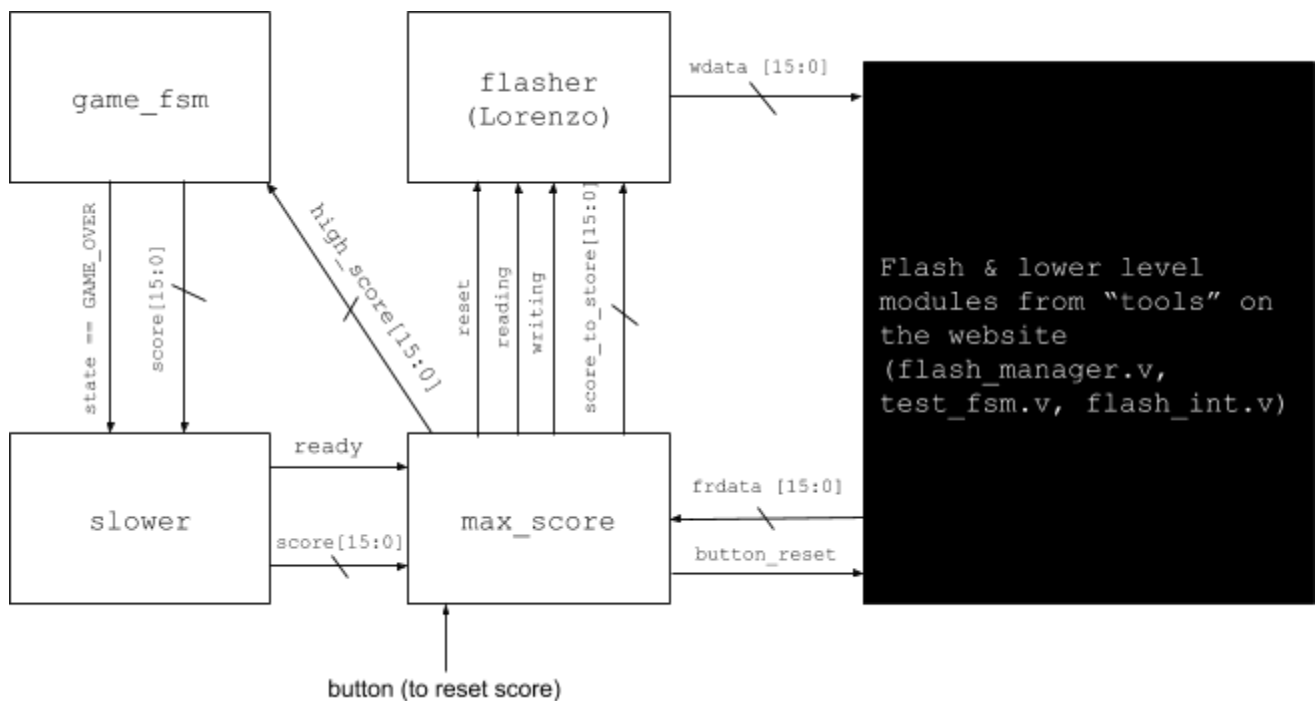 game_fsm
flasher
(Lorenzo)
wdata [15:0]
state == GAME_OVER
score[15:0]
high_score[15:0]
reset
reading
writing
score_to_store[15:0]
Flash & lower level
modules from “tools” on
the website
(flash_manager.v,
test_fsm.v, flash_int.v)
slower
ready
score[15:0]
max_score
frdata [15:0]
button_reset
button (to reset score)